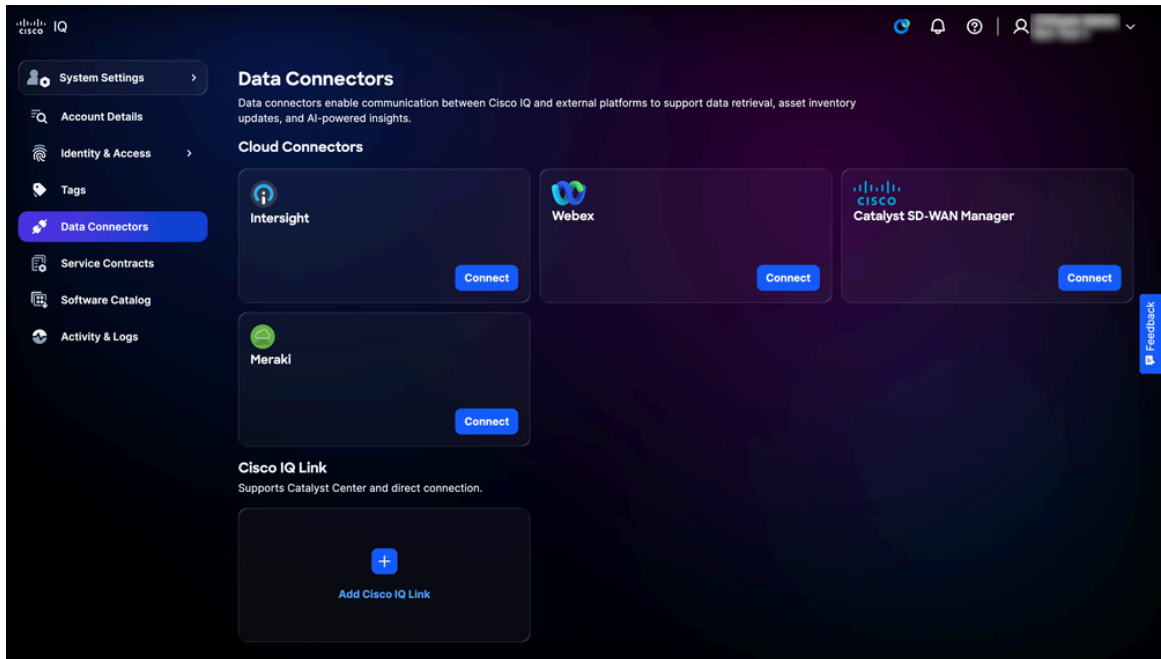 cisco IQ
System Settings
Account Details
Identity & Access
Tags
Data Connectors
Service Contracts
Software Catalog
Activity & Logs
Data Connectors
Data connectors enable communication between Cisco IQ and external platforms to support data retrieval, asset inventory
updates, and AI-powered insights.
Cloud Connectors
Intersight
Connect
Webex
Connect
CISCO
Catalyst SD-WAN Manager
Connect
Meraki
Connect
Cisco IQ Link
Supports Catalyst Center and direct connection.
Add Cisco IQ Link
Feedback